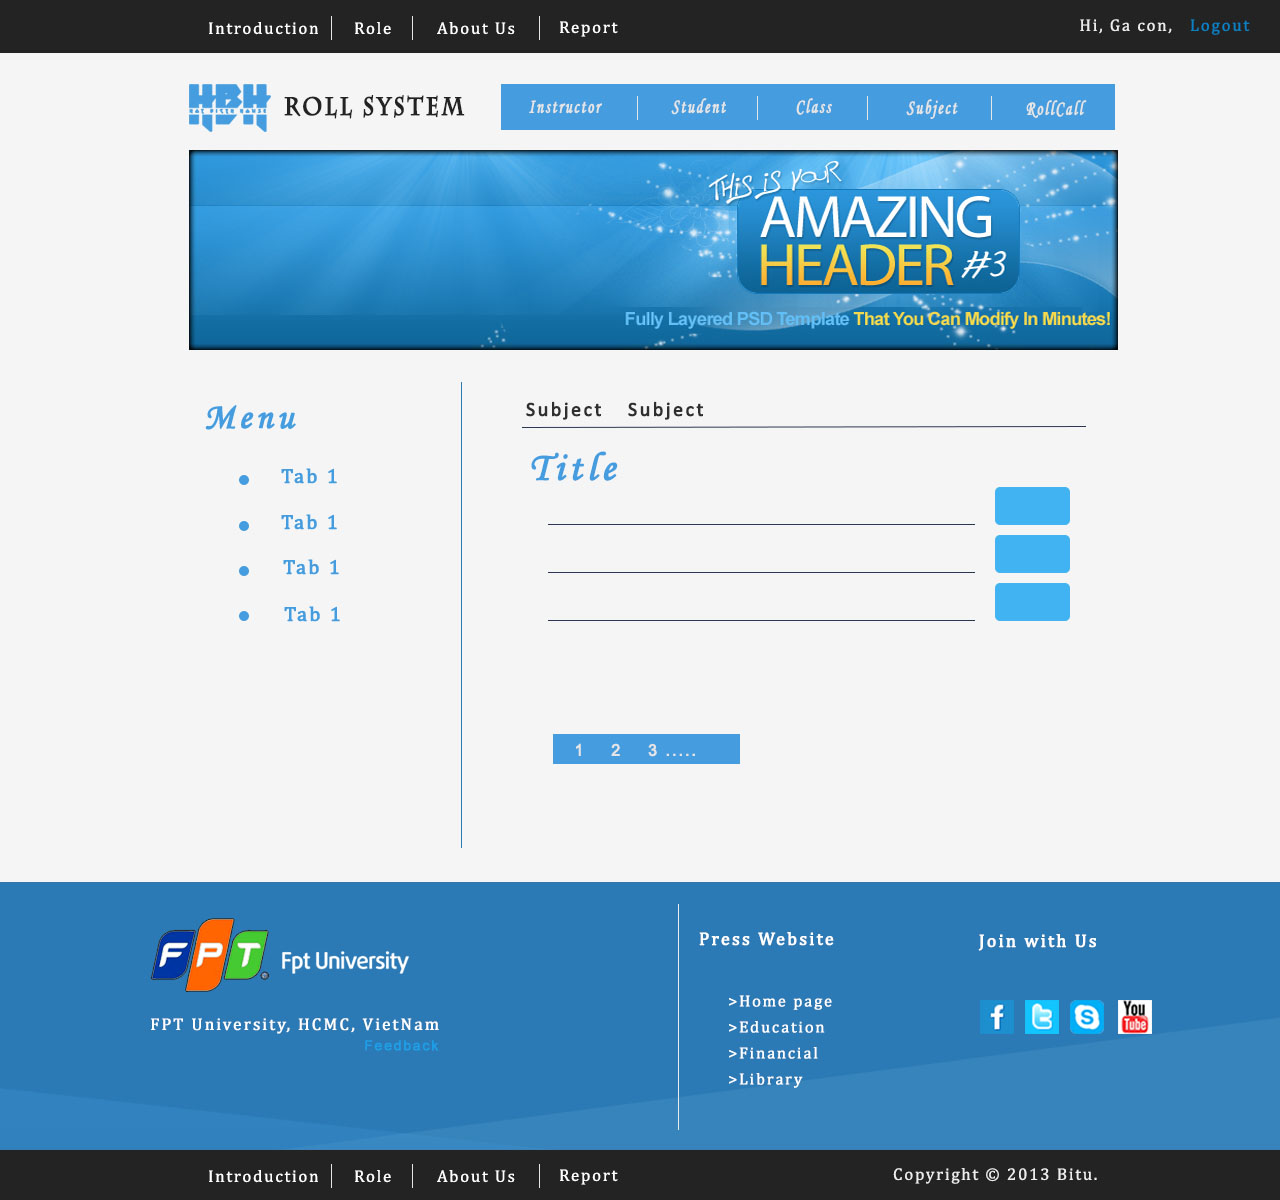 Introduction Role About Us Report Hi, Ga con, Logout
HBH ROLL SYSTEM Instructor Student Class Subject RollCall
THIS IS YOUR
AMAZING
HEADER #3
Fully Layered PSD Template That You Can Modify In Minutes!
Menu
Tab 1
Tab 1
Tab 1
Tab 1
Subject Subject
Title
1 2 3 .....
FPT Fpt University
FPT University, HCMC, VietNam
Feedback
Press Website
>Home page
>Education
>Financial
>Library
Join with Us
f t S You Tube
Introduction Role About Us Report Copyright © 2013 Bitu.